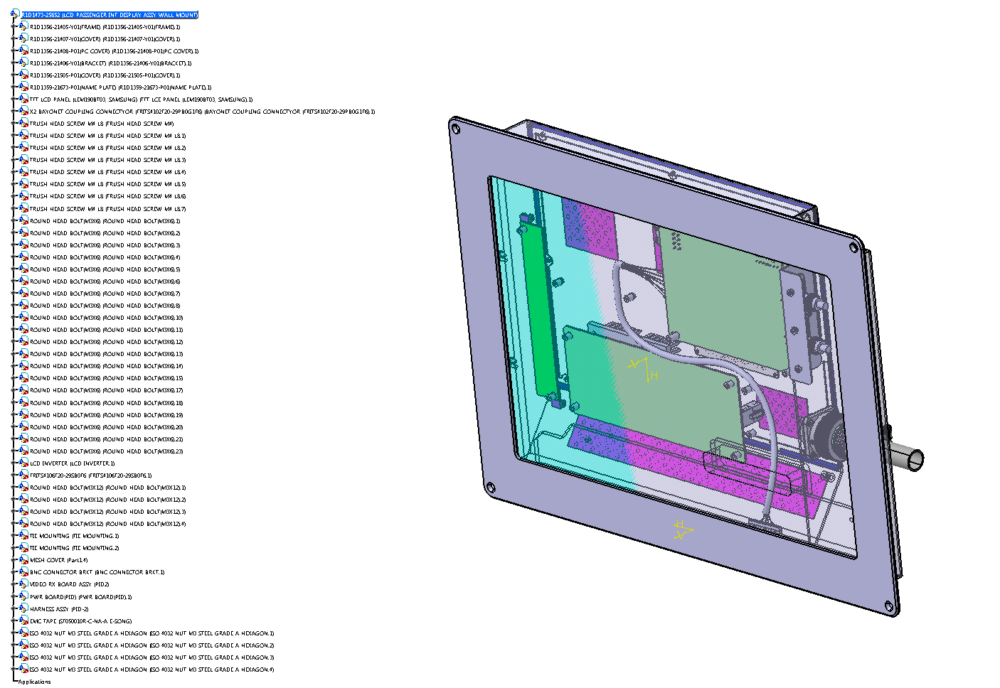 R1D1473-25852 (LCD PASSENGER INF DISPLAY ASSY WALL MOUNT)
R1D1356-21405-Y01(FRAME) (R1D1356-21405-Y01(FRAME).1)
R1D1356-21407-Y01(COVER) (R1D1356-21407-Y01(COVER).1)
R1D1356-21408-P01(PC COVER) (R1D1356-21408-P01(PC COVER).1)
R1D1356-21406-Y01(BRACKET) (R1D1356-21406-Y01(BRACKET).1)
R1D1356-21505-P01(COVER) (R1D1356-21505-P01(COVER).1)
R1D1359-21673-P01(NAME PLATE) (R1D1359-21673-P01(NAME PLATE).1)
TFT LCD PANEL (LEM190BT03, SAMSUNG) (TFT LCE PANEL (LEM190BT03, SAMSUNG).1)
X2 BAYONET COUPLING CONNECTYOR (FRITS4102F20-29PB0G1F6) (BAYONET COUPLING CONNECTYOR (FRITS4102F20-29PB0G1F6).1)
TRUSH HEAD SCREW M4 L8 (TRUSH HEAD SCREW M4)
TRUSH HEAD SCREW M4 L8 (TRUSH HEAD SCREW M4 L8.1)
TRUSH HEAD SCREW M4 L8 (TRUSH HEAD SCREW M4 L8.2)
TRUSH HEAD SCREW M4 L8 (TRUSH HEAD SCREW M4 L8.3)
TRUSH HEAD SCREW M4 L8 (TRUSH HEAD SCREW M4 L8.4)
TRUSH HEAD SCREW M4 L8 (TRUSH HEAD SCREW M4 L8.5)
TRUSH HEAD SCREW M4 L8 (TRUSH HEAD SCREW M4 L8.6)
TRUSH HEAD SCREW M4 L8 (TRUSH HEAD SCREW M4 L8.7)
ROUND HEAD BOLT(M3X6) (ROUND HEAD BOLT(M3X6).1)
ROUND HEAD BOLT(M3X6) (ROUND HEAD BOLT(M3X6).2)
ROUND HEAD BOLT(M3X6) (ROUND HEAD BOLT(M3X6).3)
ROUND HEAD BOLT(M3X6) (ROUND HEAD BOLT(M3X6).4)
ROUND HEAD BOLT(M3X6) (ROUND HEAD BOLT(M3X6).5)
ROUND HEAD BOLT(M3X6) (ROUND HEAD BOLT(M3X6).6)
ROUND HEAD BOLT(M3X6) (ROUND HEAD BOLT(M3X6).7)
ROUND HEAD BOLT(M3X6) (ROUND HEAD BOLT(M3X6).8)
ROUND HEAD BOLT(M3X6) (ROUND HEAD BOLT(M3X6).10)
ROUND HEAD BOLT(M3X6) (ROUND HEAD BOLT(M3X6).11)
ROUND HEAD BOLT(M3X6) (ROUND HEAD BOLT(M3X6).12)
ROUND HEAD BOLT(M3X6) (ROUND HEAD BOLT(M3X6).13)
ROUND HEAD BOLT(M3X6) (ROUND HEAD BOLT(M3X6).14)
ROUND HEAD BOLT(M3X6) (ROUND HEAD BOLT(M3X6).15)
ROUND HEAD BOLT(M3X6) (ROUND HEAD BOLT(M3X6).17)
ROUND HEAD BOLT(M3X6) (ROUND HEAD BOLT(M3X6).18)
ROUND HEAD BOLT(M3X6) (ROUND HEAD BOLT(M3X6).19)
ROUND HEAD BOLT(M3X6) (ROUND HEAD BOLT(M3X6).20)
ROUND HEAD BOLT(M3X6) (ROUND HEAD BOLT(M3X6).21)
ROUND HEAD BOLT(M3X6) (ROUND HEAD BOLT(M3X6).23)
LCD INVERTER (LCD INVERTER.1)
FRITS4106F20-29SB0F6 (FRITS4106F20-29SB0F6.1)
ROUND HEAD BOLT(M3X12) (ROUND HEAD BOLT(M3X12).1)
ROUND HEAD BOLT(M3X12) (ROUND HEAD BOLT(M3X12).2)
ROUND HEAD BOLT(M3X12) (ROUND HEAD BOLT(M3X12).3)
ROUND HEAD BOLT(M3X12) (ROUND HEAD BOLT(M3X12).4)
TIE MOUNTING (TIE MOUNTING.1)
TIE MOUNTING (TIE MOUNTING.2)
MESH COVER (Part1.4)
BNC CONNECTOR BRKT (BNC CONNECTOR BRKT.1)
VIDEO RX BOARD ASSY (PID2)
PWR BOARD(PID) (PWR BOARD(PID).1)
HARNESS ASSY (PID-2)
EMC TAPE (ST050010R-C-NA-A E-SONG)
ISO 4032 NUT M3 STEEL GRADE A HEXAGON (ISO 4032 NUT M3 STEEL GRADE A HEXAGON.1)
ISO 4032 NUT M3 STEEL GRADE A HEXAGON (ISO 4032 NUT M3 STEEL GRADE A HEXAGON.2)
ISO 4032 NUT M3 STEEL GRADE A HEXAGON (ISO 4032 NUT M3 STEEL GRADE A HEXAGON.3)
ISO 4032 NUT M3 STEEL GRADE A HEXAGON (ISO 4032 NUT M3 STEEL GRADE A HEXAGON.4)
Applications
V
H
H
V